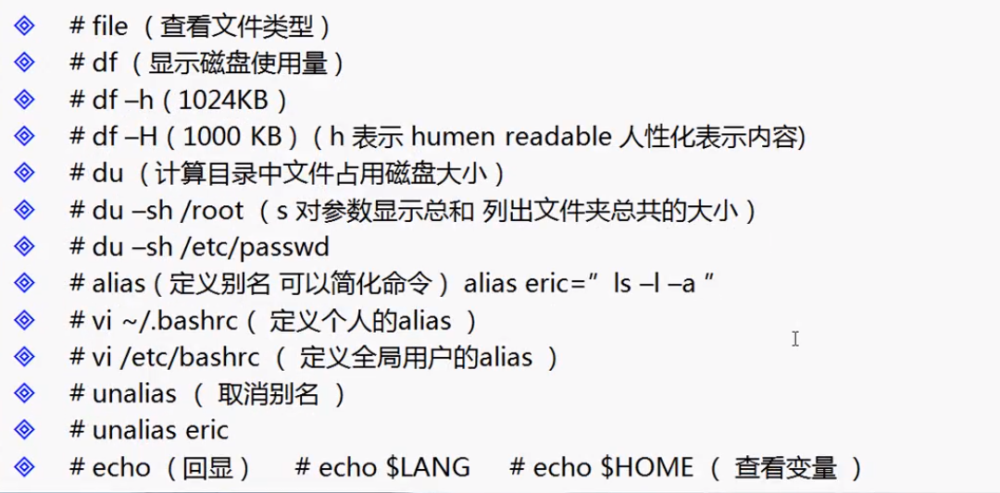 # file （查看文件类型）
# df （显示磁盘使用量）
# df –h（1024KB ）
# df –H（1000 KB）（h 表示 humen readable 人性化表示内容)
# du （计算目录中文件占用磁盘大小）
# du –sh /root （s 对参数显示总和 列出文件夹总共的大小）
# du –sh /etc/passwd
# alias（定义别名 可以简化命令） alias eric=” ls –l –a ”
# vi ~/.bashrc（ 定义个人的alias ）
# vi /etc/bashrc （ 定义全局用户的alias ）
# unalias （ 取消别名 ）
# unalias eric
# echo （回显） # echo $LANG # echo $HOME （ 查看变量 ）